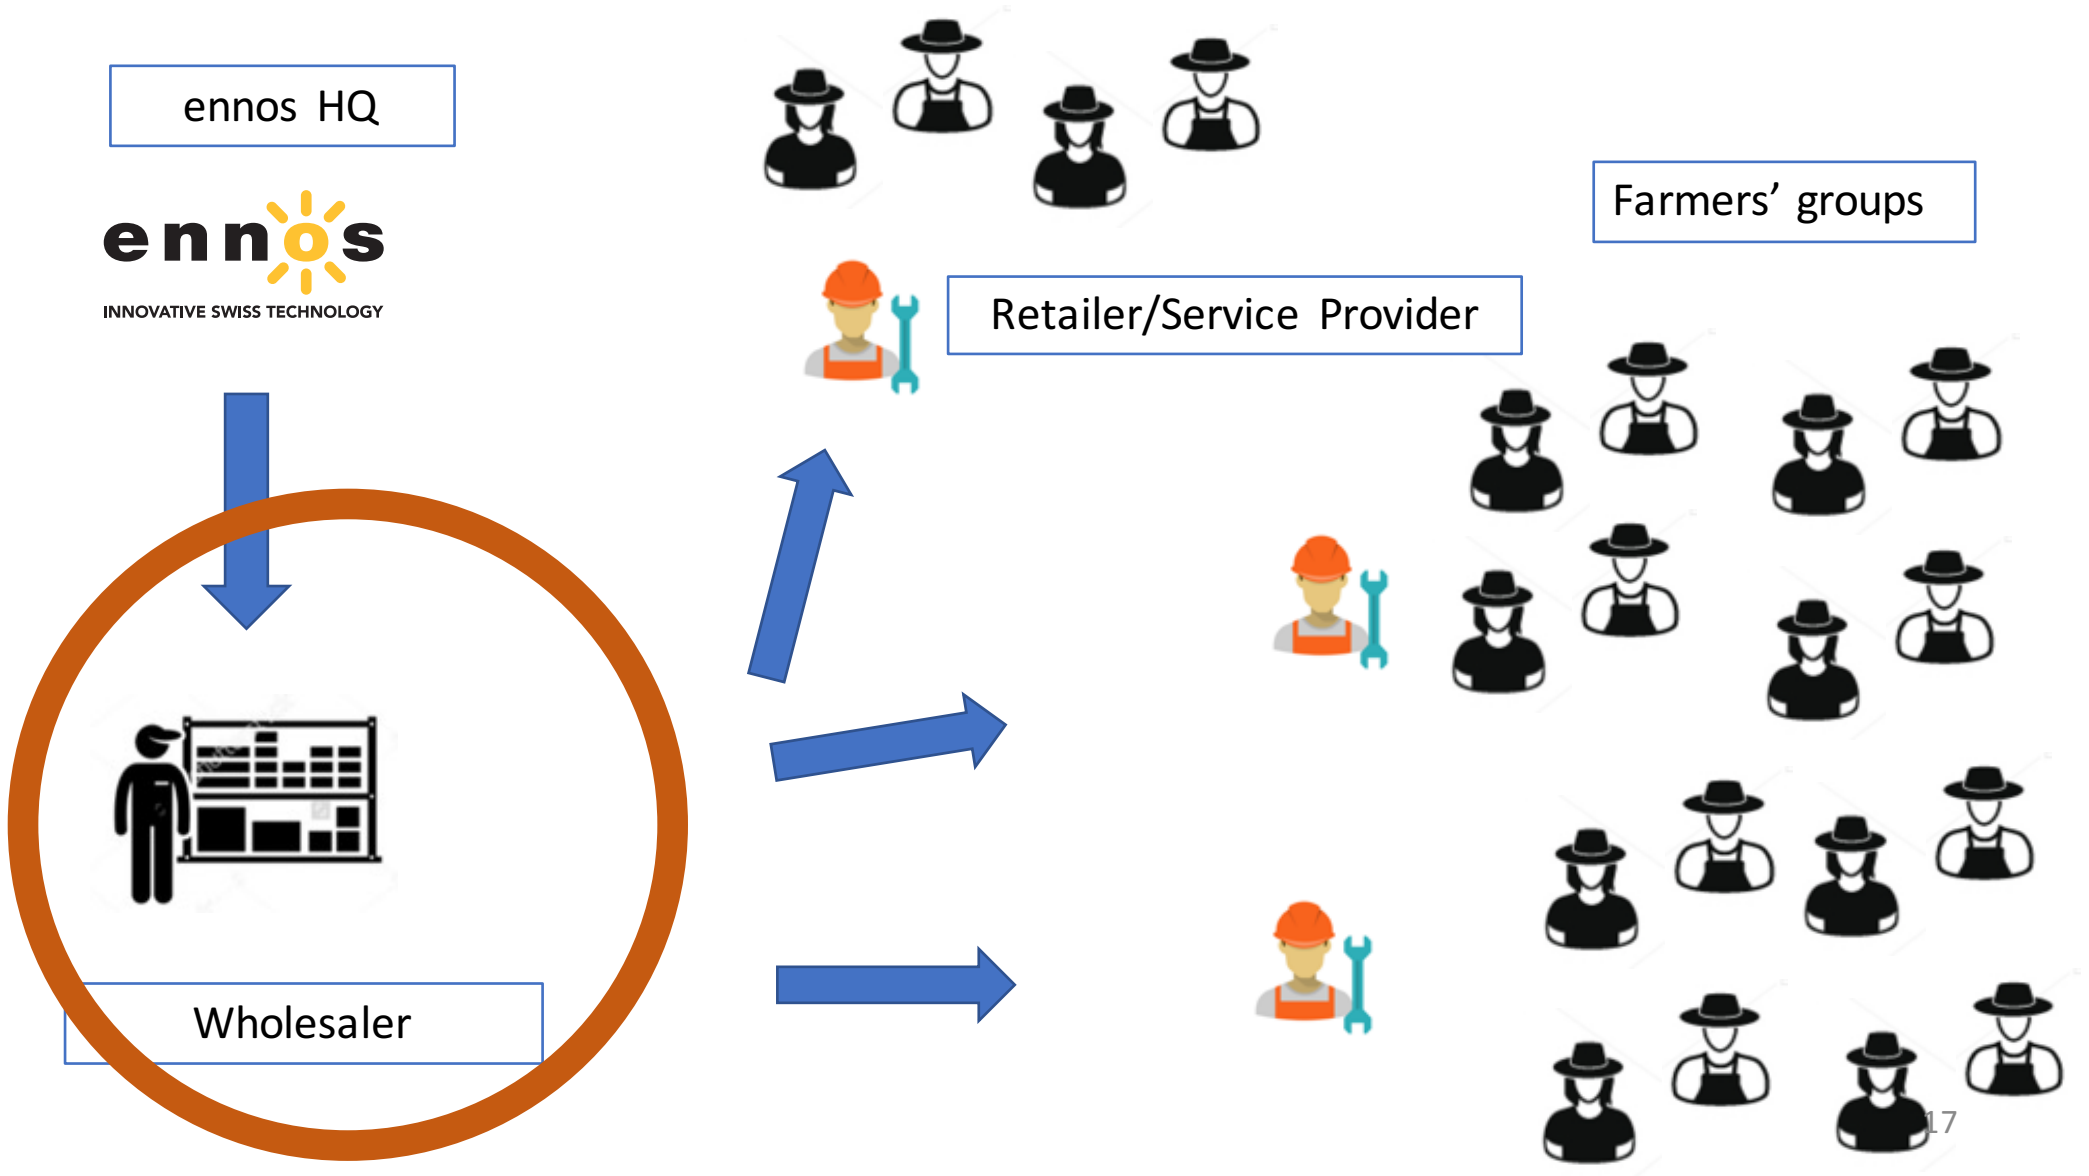 ennos HQ
ennos
INNOVATIVE SWISS TECHNOLOGY
Farmers’ groups
Retailer/Service Provider
Wholesaler
17